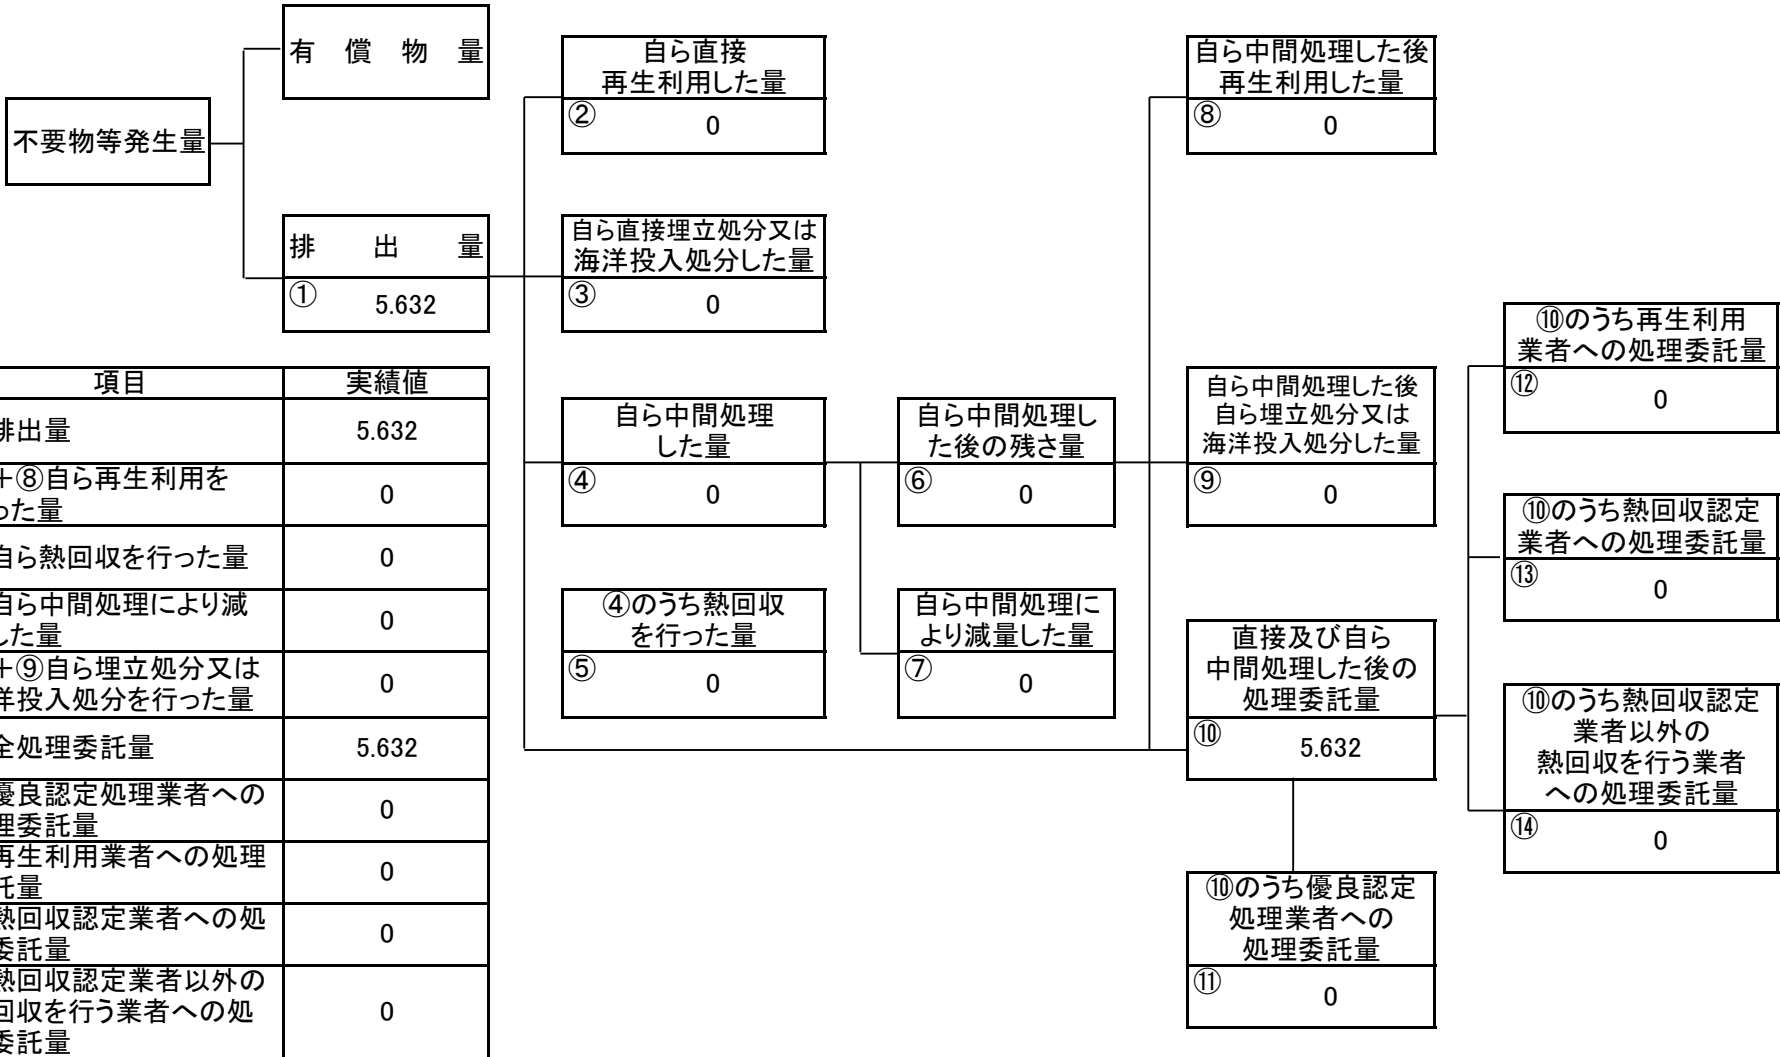 有償物量
不要物等発生量
排出量
①
5.632
自ら直接
再生利用した量
②
0
自ら直接埋立処分又は
海洋投入処分した量
③
0
自ら中間処理
した量
④
0
④のうち熱回収
を行った量
⑤
0
自ら中間処理し
た後の残さ量
⑥
0
自ら中間処理に
より減量した量
⑦
0
自ら中間処理した後
再生利用した量
⑧
0
自ら中間処理した後
自ら埋立処分又は
海洋投入処分した量
⑨
0
直接及び自ら
中間処理した後の
処理委託量
⑩
5.632
⑩のうち優良認定
処理業者への
処理委託量
⑪
0
⑩のうち再生利用
業者への処理委託量
⑫
0
⑩のうち熱回収認定
業者への処理委託量
⑬
0
⑩のうち熱回収認定
業者以外の
熱回収を行う業者
への処理委託量
⑭
0
項目 実績値
排出量 5.632
+⑧自ら再生利用を
った量 0
自ら熱回収を行った量 0
自ら中間処理により減
した量 0
+⑨自ら埋立処分又は
洋投入処分を行った量 0
全処理委託量 5.632
優良認定処理業者への
理委託量 0
再生利用業者への処理
託量 0
熱回収認定業者への処
委託量 0
熱回収認定業者以外の
回収を行う業者への処
委託量 0